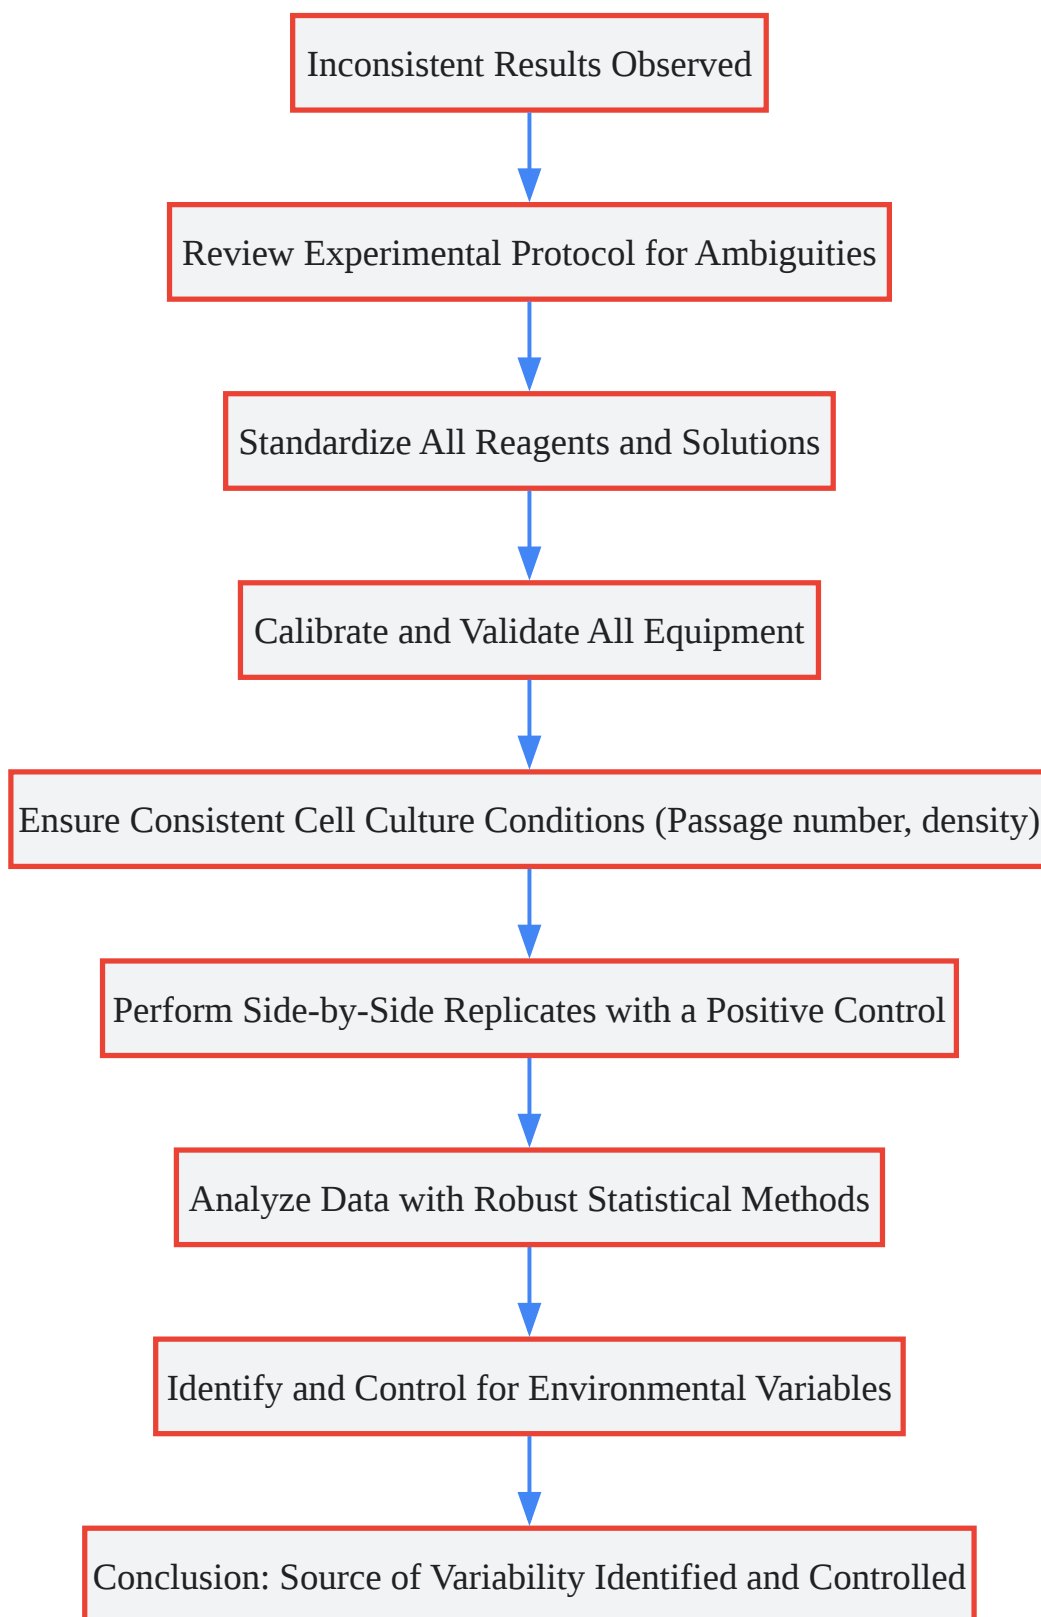 Inconsistent Results Observed
Review Experimental Protocol for Ambiguities
Standardize All Reagents and Solutions
Calibrate and Validate All Equipment
Ensure Consistent Cell Culture Conditions (Passage number, density)
Perform Side-by-Side Replicates with a Positive Control
Analyze Data with Robust Statistical Methods
Identify and Control for Environmental Variables
Conclusion: Source of Variability Identified and Controlled